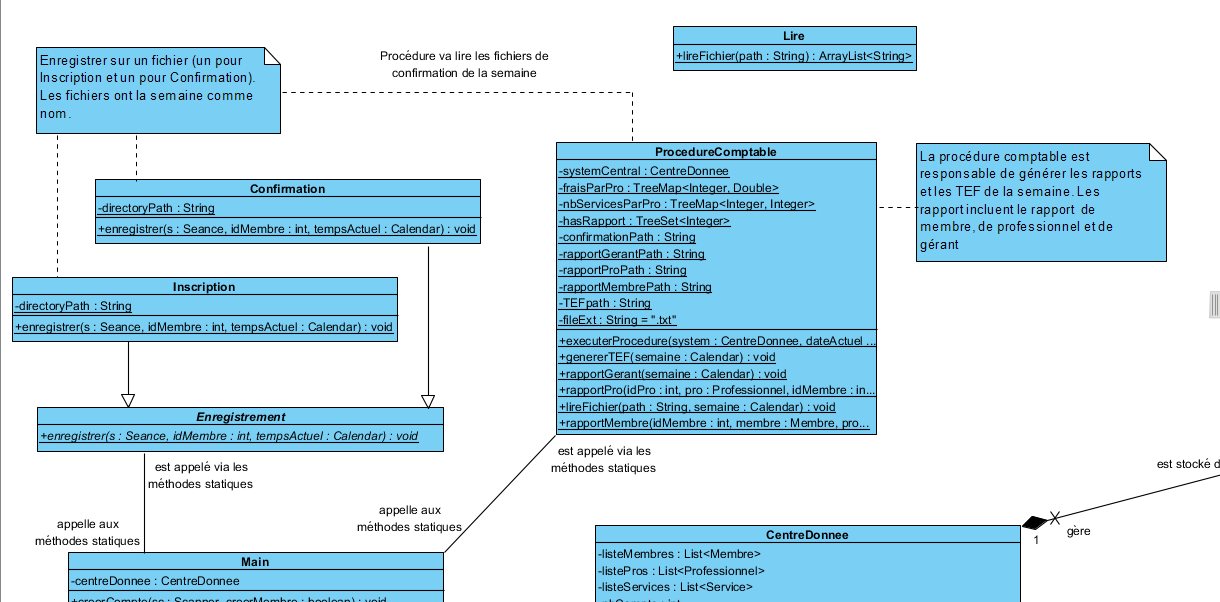 Enregistrer sur un fichier (un pour
Inscription et un pour Confirmation).
Les fichiers ont la semaine comme
nom.
Procédure va lire les fichiers de
confirmation de la semaine
Lire
+lireFichier(path : String) : ArrayList<String>
ProcedureComptable
-systemCentral : CentreDonnee
-fraisParPro : TreeMap<Integer, Double>
-nbServicesParPro : TreeMap<Integer, Integer>
-hasRapport : TreeSet<Integer>
-confirmationPath : String
-rapportGerantPath : String
-rapportProPath : String
-rapportMembrePath : String
-TEFpath : String
-fileExt : String = ".txt"
+executerProcedure(system : CentreDonnee, dateActuel ...
+genererTEF(semaine : Calendar) : void
+rapportGerant(semaine : Calendar) : void
+rapportPro(idPro : int, pro : Professionnel, idMembre : in...
+lireFichier(path : String, semaine : Calendar) : void
+rapportMembre(idMembre : int, membre : Membre, pro...
La procédure comptable est
responsable de générer les rapports
et les TEF de la semaine. Les
rapport incluent le rapport de
membre, de professionnel et de
gérant
Confirmation
-directoryPath : String
+enregistrer(s : Seance, idMembre : int, tempsActuel : Calendar) : void
Inscription
-directoryPath : String
+enregistrer(s : Seance, idMembre : int, tempsActuel : Calendar) : void
Enregistrement
+enregistrer(s : Seance, idMembre : int, tempsActuel : Calendar) : void
est appelé via les
méthodes statiques
est appelé via les
méthodes statiques
appelle aux
méthodes statiques
appelle aux
méthodes statiques
Main
-centreDonnee : CentreDonnee
+creerCompte(sc : Scanner, creerMembre : boolean) : void
CentreDonnee
-listeMembres : List<Membre>
-listePros : List<Professionnel>
-listeServices : List<Service>
est stocké d
1
gère